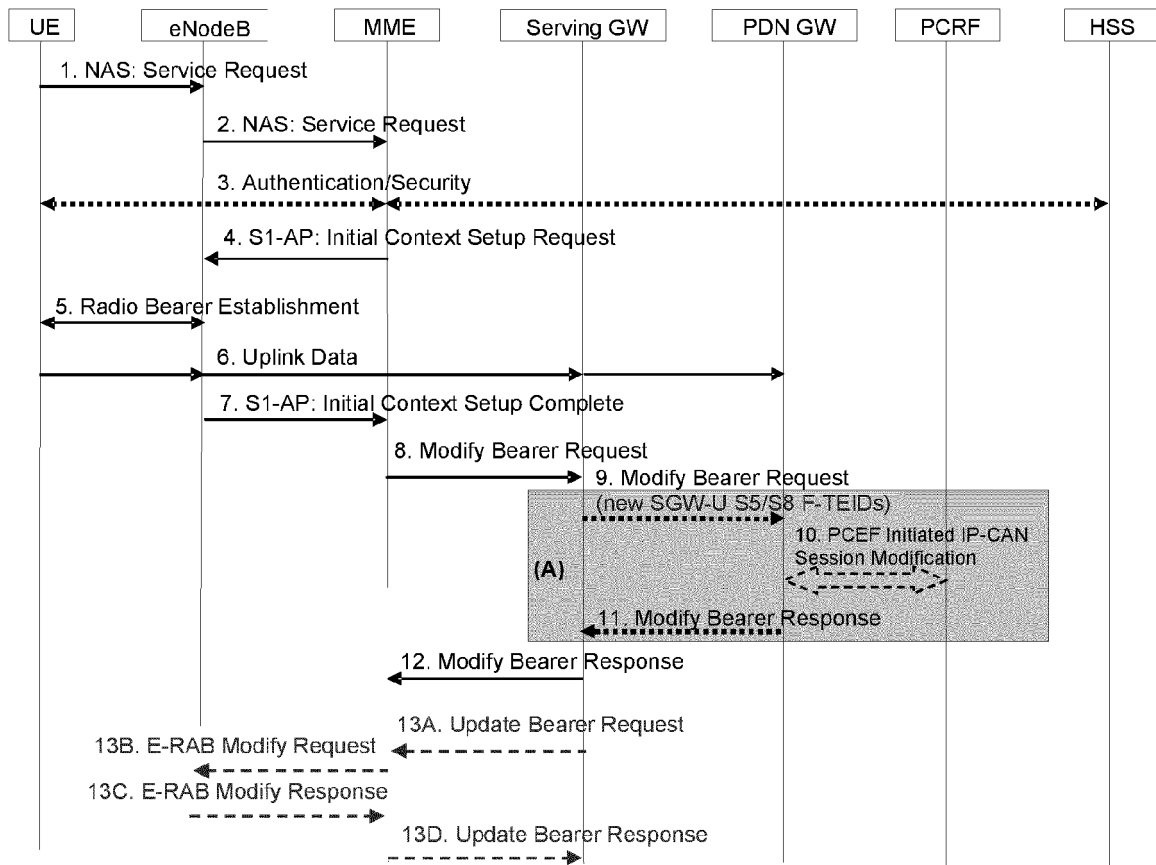 UE eNodeB MME Serving GW PDN GW PCRF HSS
1. NAS: Service Request
2. NAS: Service Request
3. Authentication/Security
4. S1-AP: Initial Context Setup Request
5. Radio Bearer Establishment
6. Uplink Data
7. S1-AP: Initial Context Setup Complete
8. Modify Bearer Request
9. Modify Bearer Request
(new SGW-U S5/S8 F-TEIDs)
10. PCEF Initiated IP-CAN
Session Modification
(A)
11. Modify Bearer Response
12. Modify Bearer Response
13A. Update Bearer Request
13B. E-RAB Modify Request
13C. E-RAB Modify Response
13D. Update Bearer Response